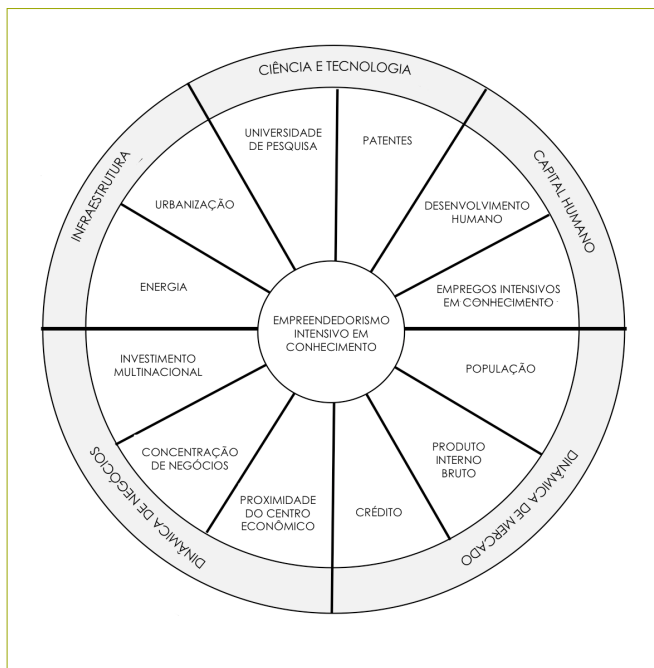 CIÊNCIA E TECNOLOGIA
UNIVERSIDADE
DE PESQUISA
PATENTES
CAPITAL HUMANO
DESENVOLVIMENTO
HUMANO
EMPREGOS INTENSIVOS
EM CONHECIMENTO
INFRAESTRUTURA
URBANIZAÇÃO
ENERGIA
EMPREENDEDORISMO
INTENSIVO EM
CONHECIMENTO
DINÂMICA DE MERCADO
POPULAÇÃO
PRODUTO
INTERNO
BRUTO
CRÉDITO
DINÂMICA DE NEGÓCIOS
INVESTIMENTO
MULTINACIONAL
CONCENTRAÇÃO
DE NEGÓCIOS
PROXIMIDADE
DO CENTRO
ECONÔMICO